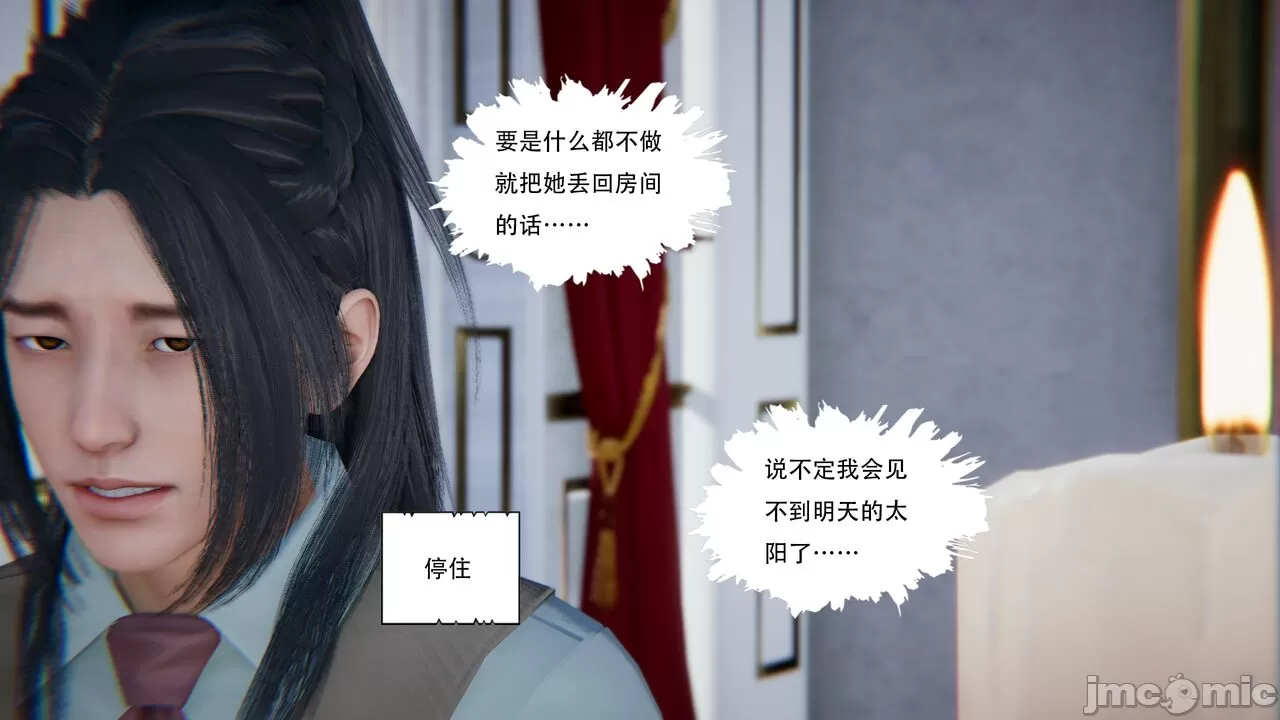 要是什么都不做
就把她丢回房间
的话……
说不定我会见
不到明天的太
阳了……
停住
jmcomic